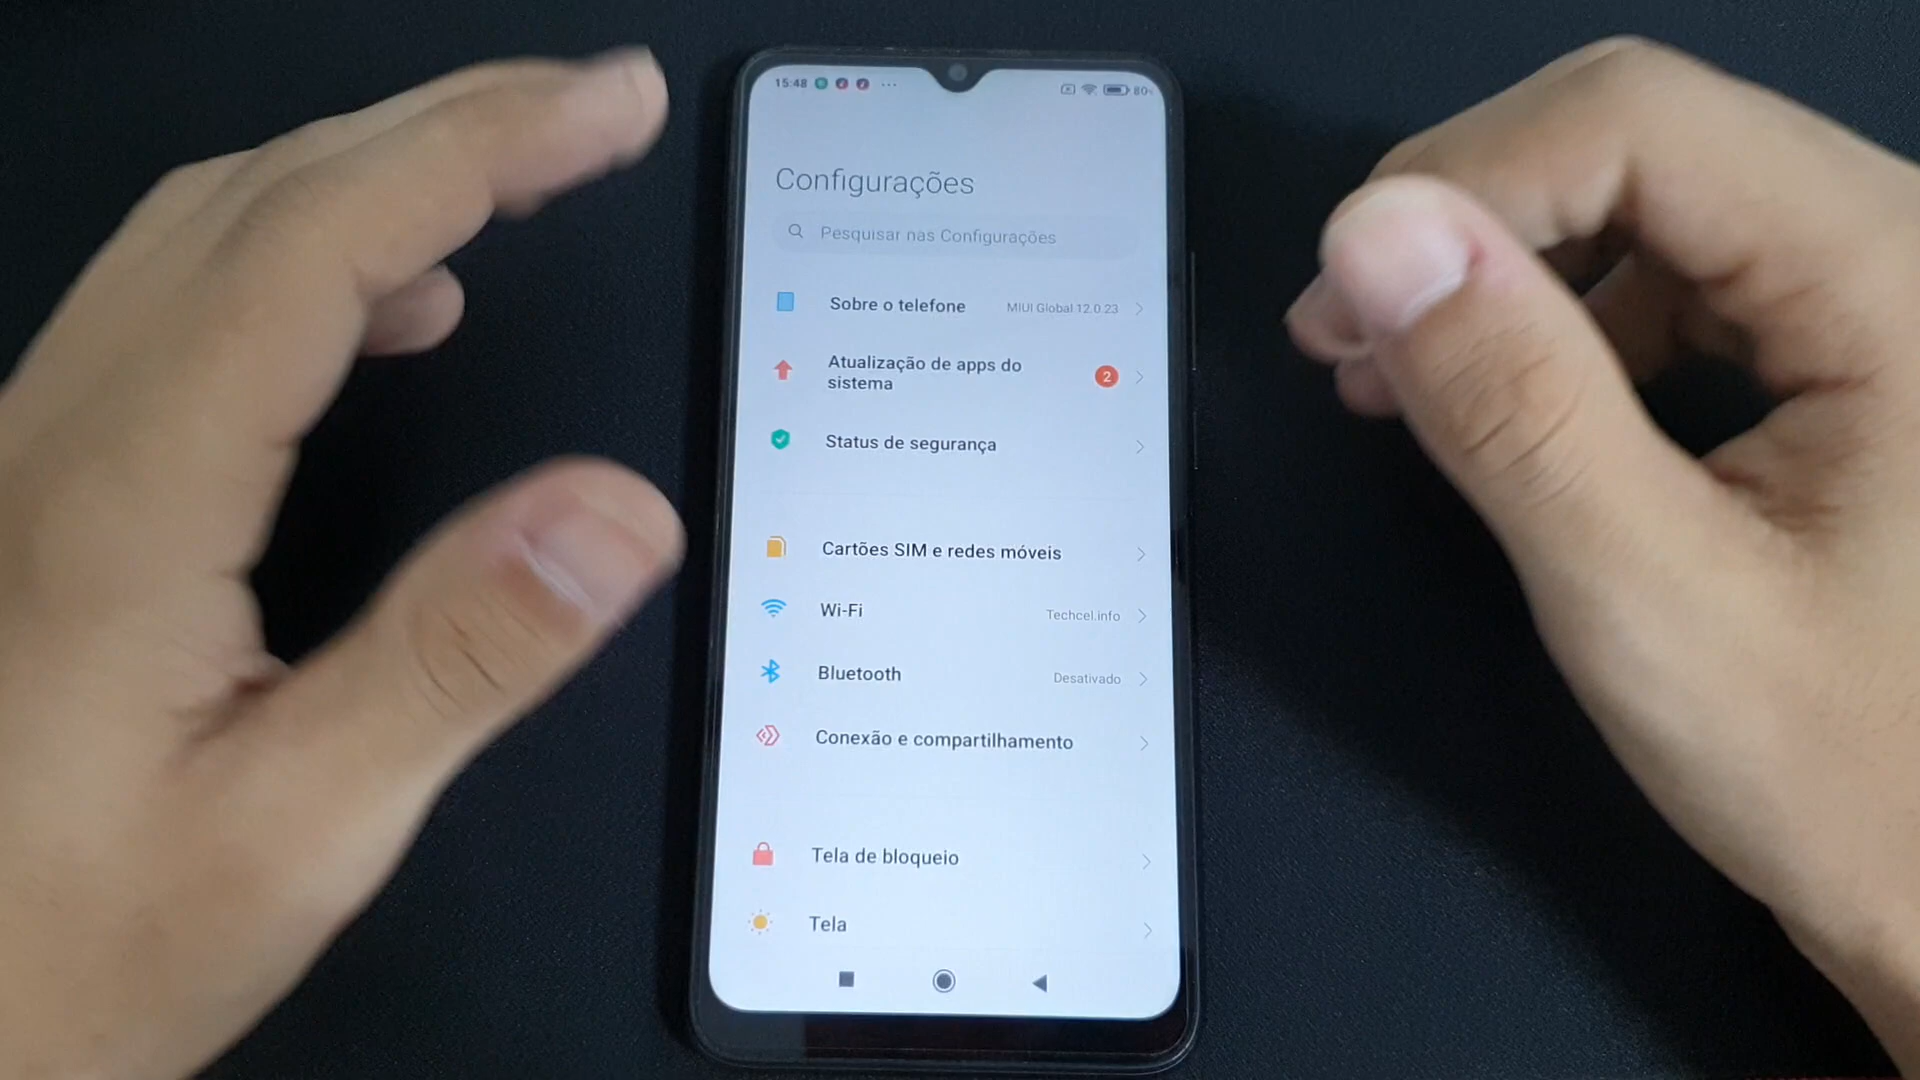 15:48 ... 80
Configurações
Pesquisar nas Configurações
Sobre o telefone MIUI Global 12.0.23
Atualização de apps do
sistema 2
Status de segurança
Cartões SIM e redes móveis
Wi-Fi Techcel.info
Bluetooth Desativado
Conexão e compartilhamento
Tela de bloqueio
Tela